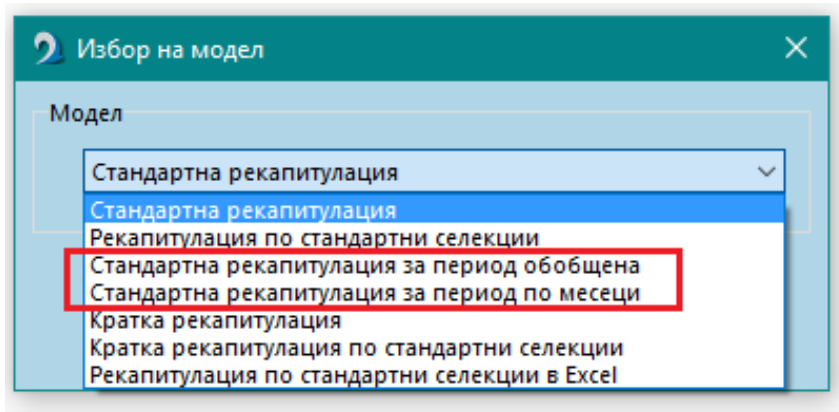 Избор на модел
Модел
Стандартна рекапитулация
Стандартна рекапитулация
Рекапитулация по стандартни селекции
Стандартна рекапитулация за период обобщена
Стандартна рекапитулация за период по месеци
Кратка рекапитулация
Кратка рекапитулация по стандартни селекции
Рекапитулация по стандартни селекции в Excel